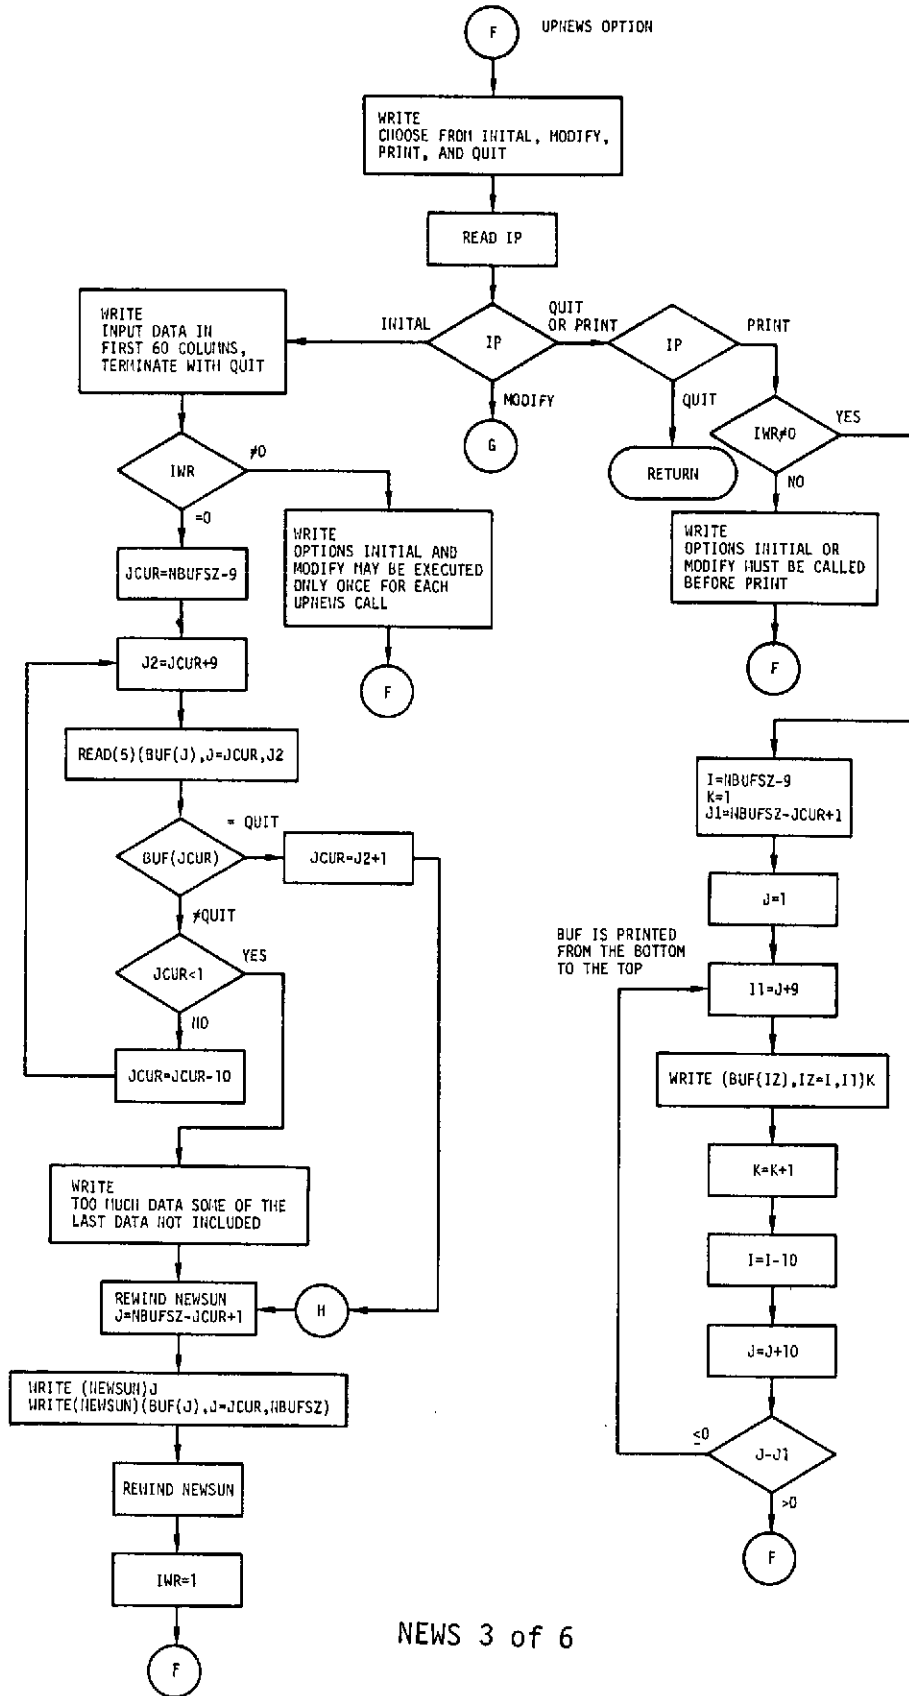 F
UPNEWS OPTION
WRITE
CHOOSE FROM INITAL, MODIFY,
PRINT, AND QUIT
READ IP
IP
INITAL
QUIT
OR PRINT
MODIFY
G
IP
PRINT
QUIT
RETURN
IWR≠0
YES
NO
WRITE
OPTIONS INITIAL OR
MODIFY MUST BE CALLED
BEFORE PRINT
F
WRITE
INPUT DATA IN
FIRST 60 COLUMNS,
TERMINATE WITH QUIT
IWR
≠0
=0
WRITE
OPTIONS INITIAL AND
MODIFY MAY BE EXECUTED
ONLY ONCE FOR EACH
UPNEWS CALL
F
JCUR=NBUFSZ-9
J2=JCUR+9
READ(5)(BUF(J),J=JCUR,J2
BUF(JCUR)
= QUIT
JCUR=J2+1
≠QUIT
JCUR<1
YES
NO
JCUR=JCUR-10
WRITE
TOO MUCH DATA SOME OF THE
LAST DATA NOT INCLUDED
REWIND NEWSUN
J=NBUFSZ-JCUR+1
H
WRITE (NEWSUN)J
WRITE(NEWSUN)(BUF(J),J=JCUR,NBUFSZ)
REWIND NEWSUN
IWR=1
F
I=NBUFSZ-9
K=1
J1=NBUFSZ-JCUR+1
J=1
BUF IS PRINTED
FROM THE BOTTOM
TO THE TOP
I1=J+9
WRITE (BUF(IZ),IZ=I,I1)K
K=K+1
I=I-10
J=J+10
J-J1
≤0
>0
F
NEWS 3 of 6